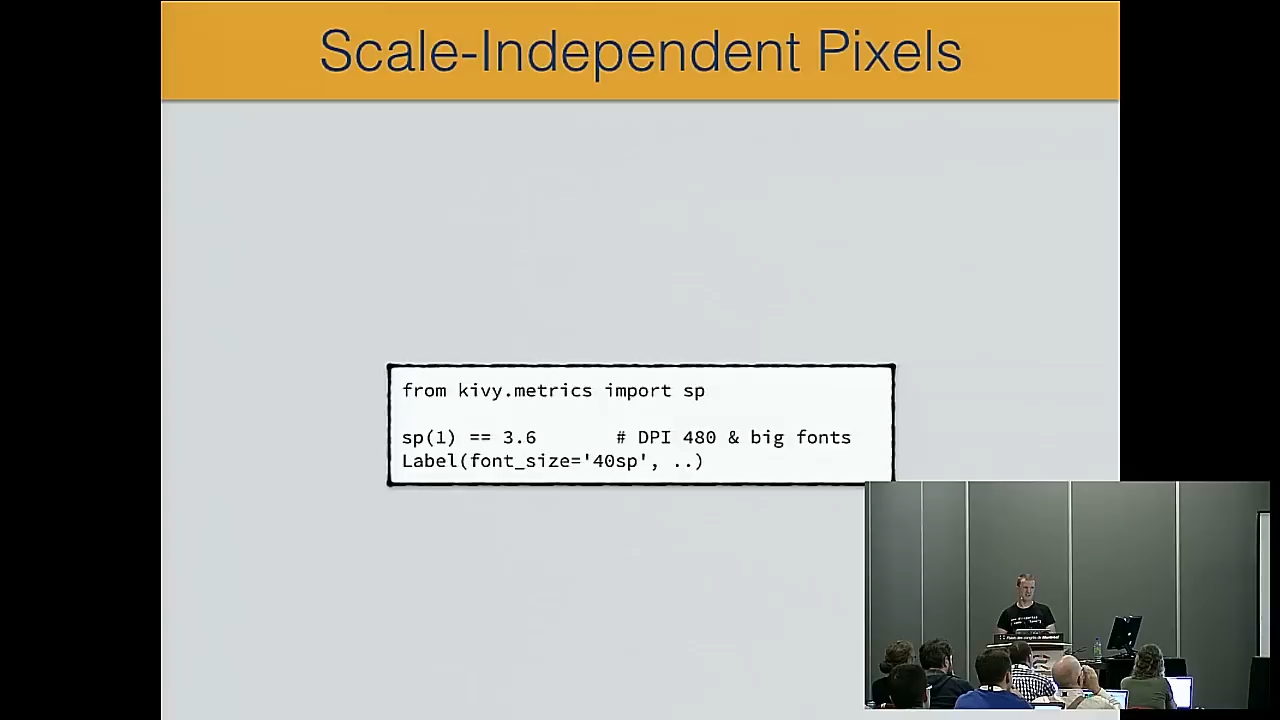 Scale-Independent Pixels
from kivy.metrics import sp
sp(1) == 3.6 # DPI 480 & big fonts
Label(font_size='40sp', ..)